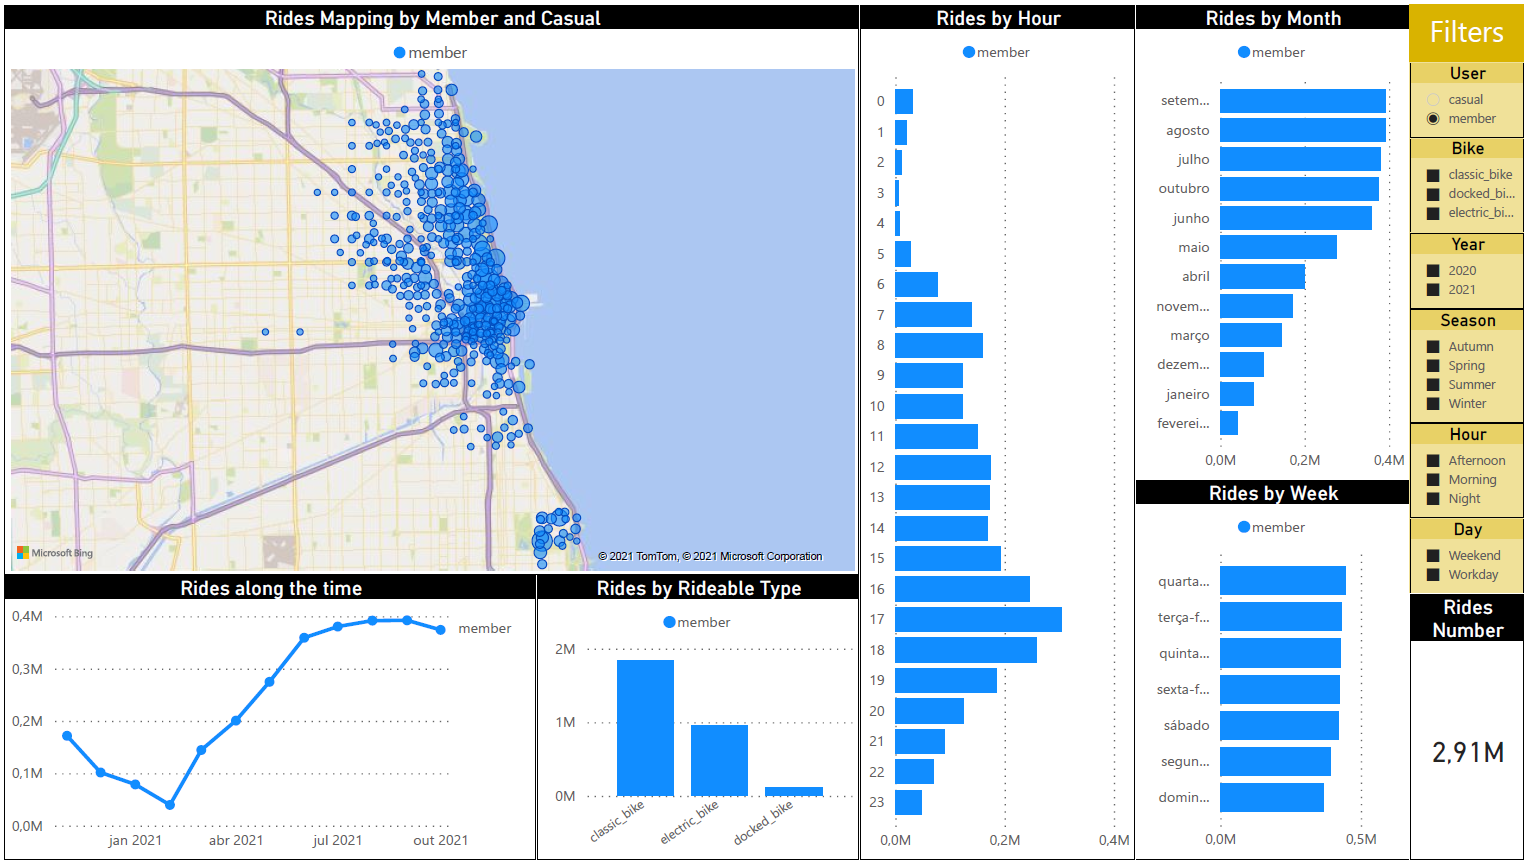 Rides Mapping by Member and Casual
member
Microsoft Bing
© 2021 TomTom, © 2021 Microsoft Corporation
Rides along the time
0,4M
0,3M
0,2M
0,1M
0,0M
jan 2021
abr 2021
jul 2021
out 2021
member
Rides by Rideable Type
member
2M
1M
0M
classic_bike
electric_bike
docked_bike
Rides by Hour
member
0
1
2
3
4
5
6
7
8
9
10
11
12
13
14
15
16
17
18
19
20
21
22
23
0,0M
0,2M
0,4M
Rides by Month
member
setem...
agosto
julho
outubro
junho
maio
abril
novem...
março
dezem...
janeiro
feverei...
0,0M
0,2M
0,4M
Rides by Week
member
quarta...
terça-f...
quinta...
sexta-f...
sábado
segun...
domin...
0,0M
0,5M
Filters
User
casual
member
Bike
classic_bike
docked_bi...
electric_bi...
Year
2020
2021
Season
Autumn
Spring
Summer
Winter
Hour
Afternoon
Morning
Night
Day
Weekend
Workday
Rides
Number
2,91M